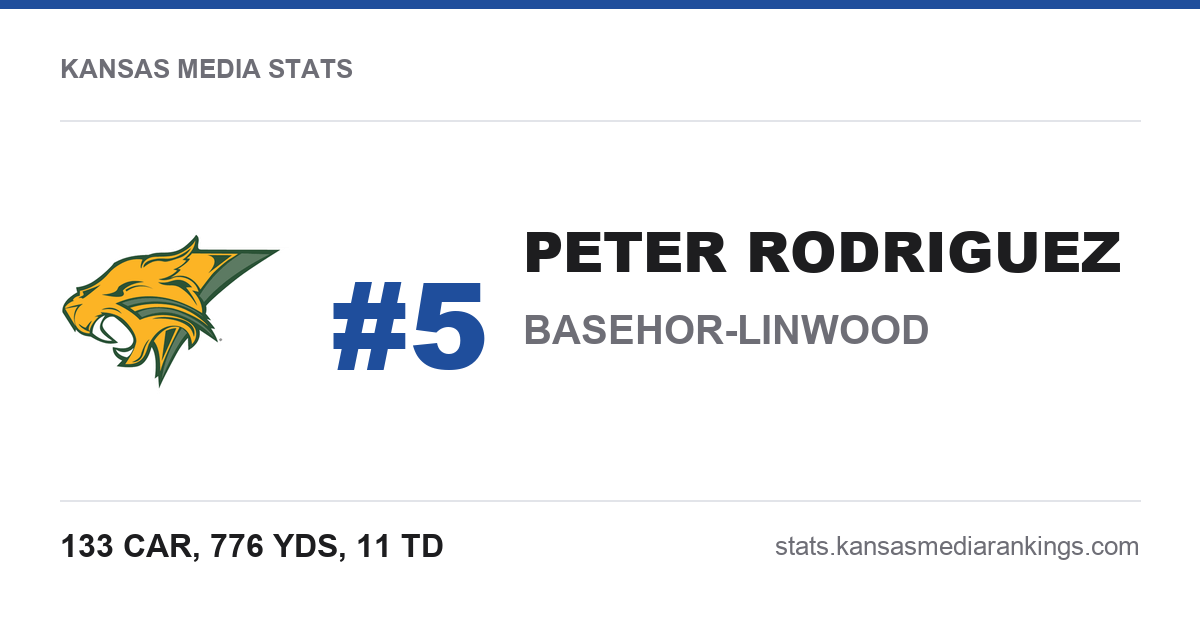 KANSAS MEDIA STATS
#5
PETER RODRIGUEZ
BASEHOR-LINWOOD
133 CAR, 776 YDS, 11 TD
stats.kansasmediarankings.com